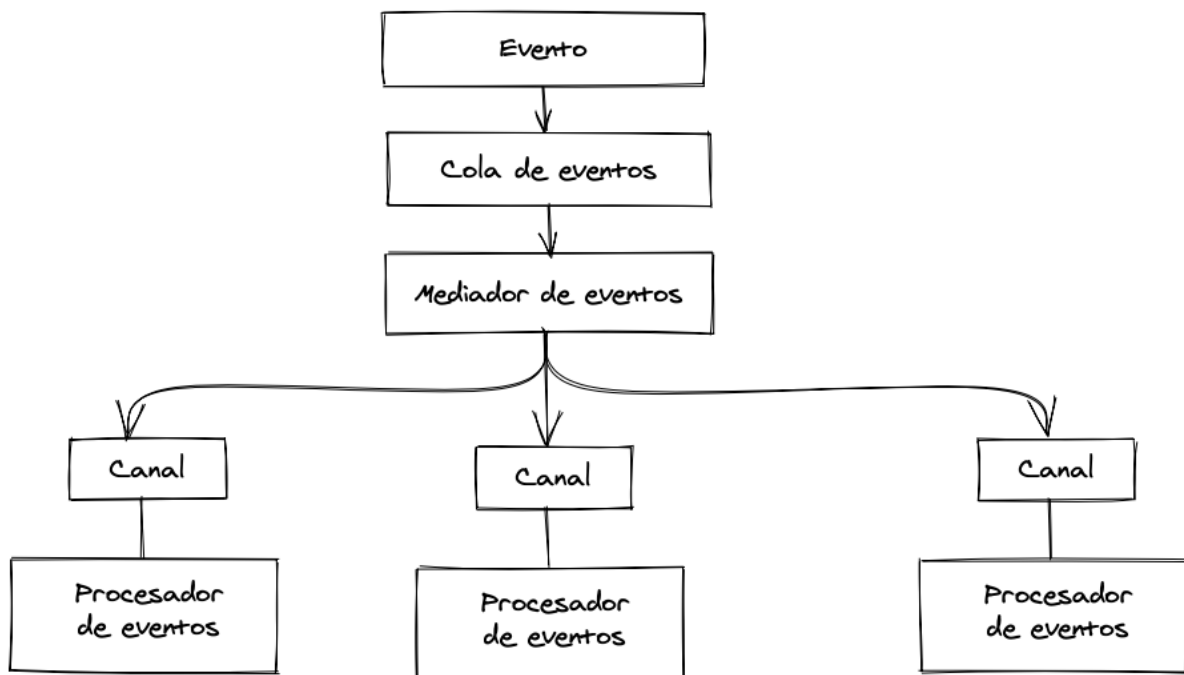 Evento
Cola de eventos
Mediador de eventos
Canal
Canal
Canal
Procesador
de eventos
Procesador
de eventos
Procesador
de eventos